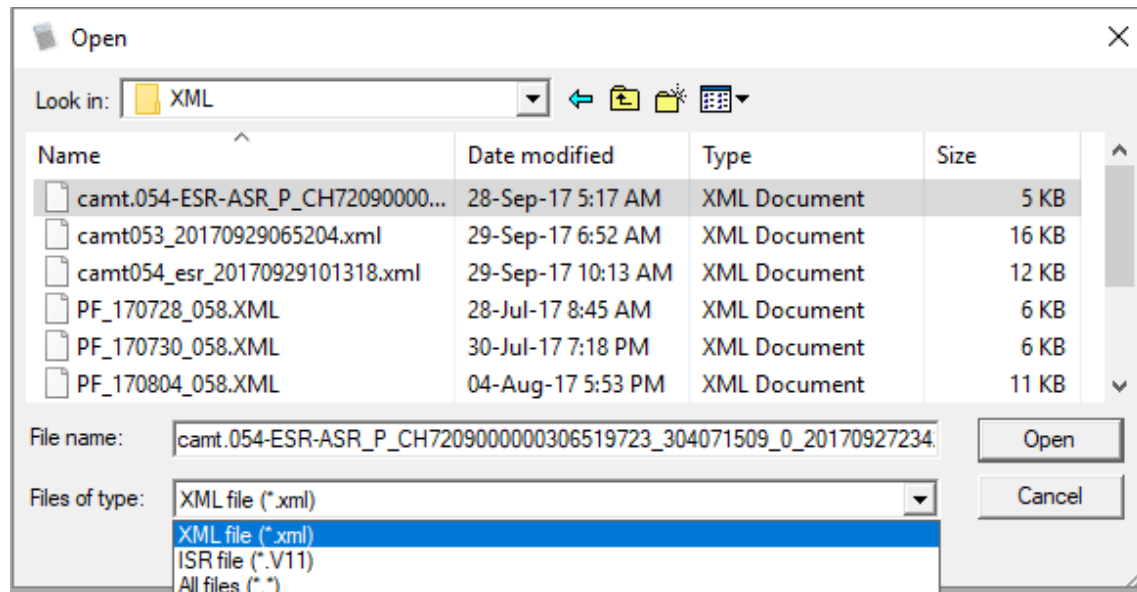 Open
Look in: XML
Name Date modified Type Size
camt.054-ESR-ASR_P_CH72090000... 28-Sep-17 5:17 AM XML Document 5 KB
camt053_20170929065204.xml 29-Sep-17 6:52 AM XML Document 16 KB
camt054_esr_20170929101318.xml 29-Sep-17 10:13 AM XML Document 12 KB
PF_170728_058.XML 28-Jul-17 8:45 AM XML Document 6 KB
PF_170730_058.XML 30-Jul-17 7:18 PM XML Document 6 KB
PF_170804_058.XML 04-Aug-17 5:53 PM XML Document 11 KB
File name: camt.054-ESR-ASR_P_CH7209000000306519723_304071509_0_20170927234 Open
Files of type: XML file (*.xml) Cancel
XML file (*.xml)
ISR file (*.V11)
All files (*.*)